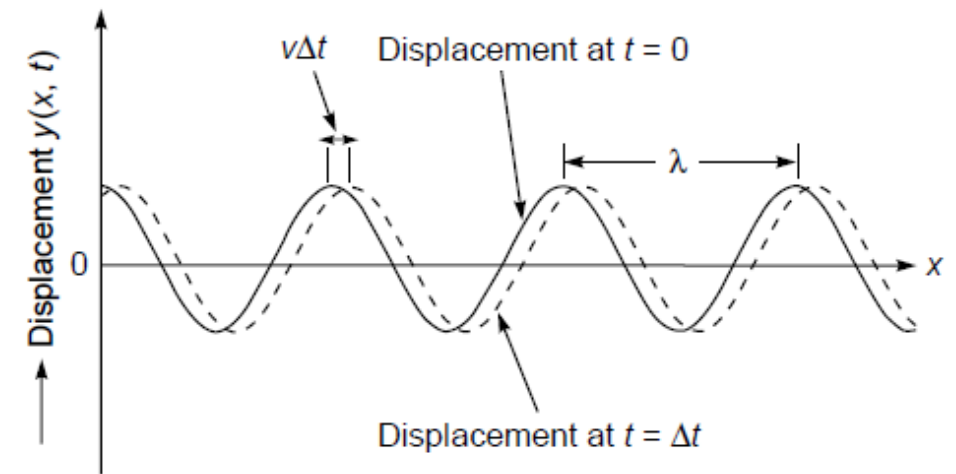 vΔt
Displacement at t = 0
λ
Displacement y(x, t)
0
x
Displacement at t = Δt